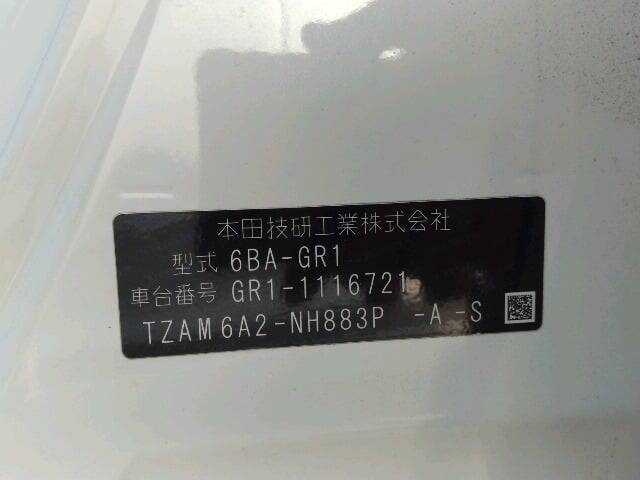 本田技研工業株式会社
型式 6BA-GR1
車台番号 GR1-1116721
TZAM6A2-NH883P -A-S